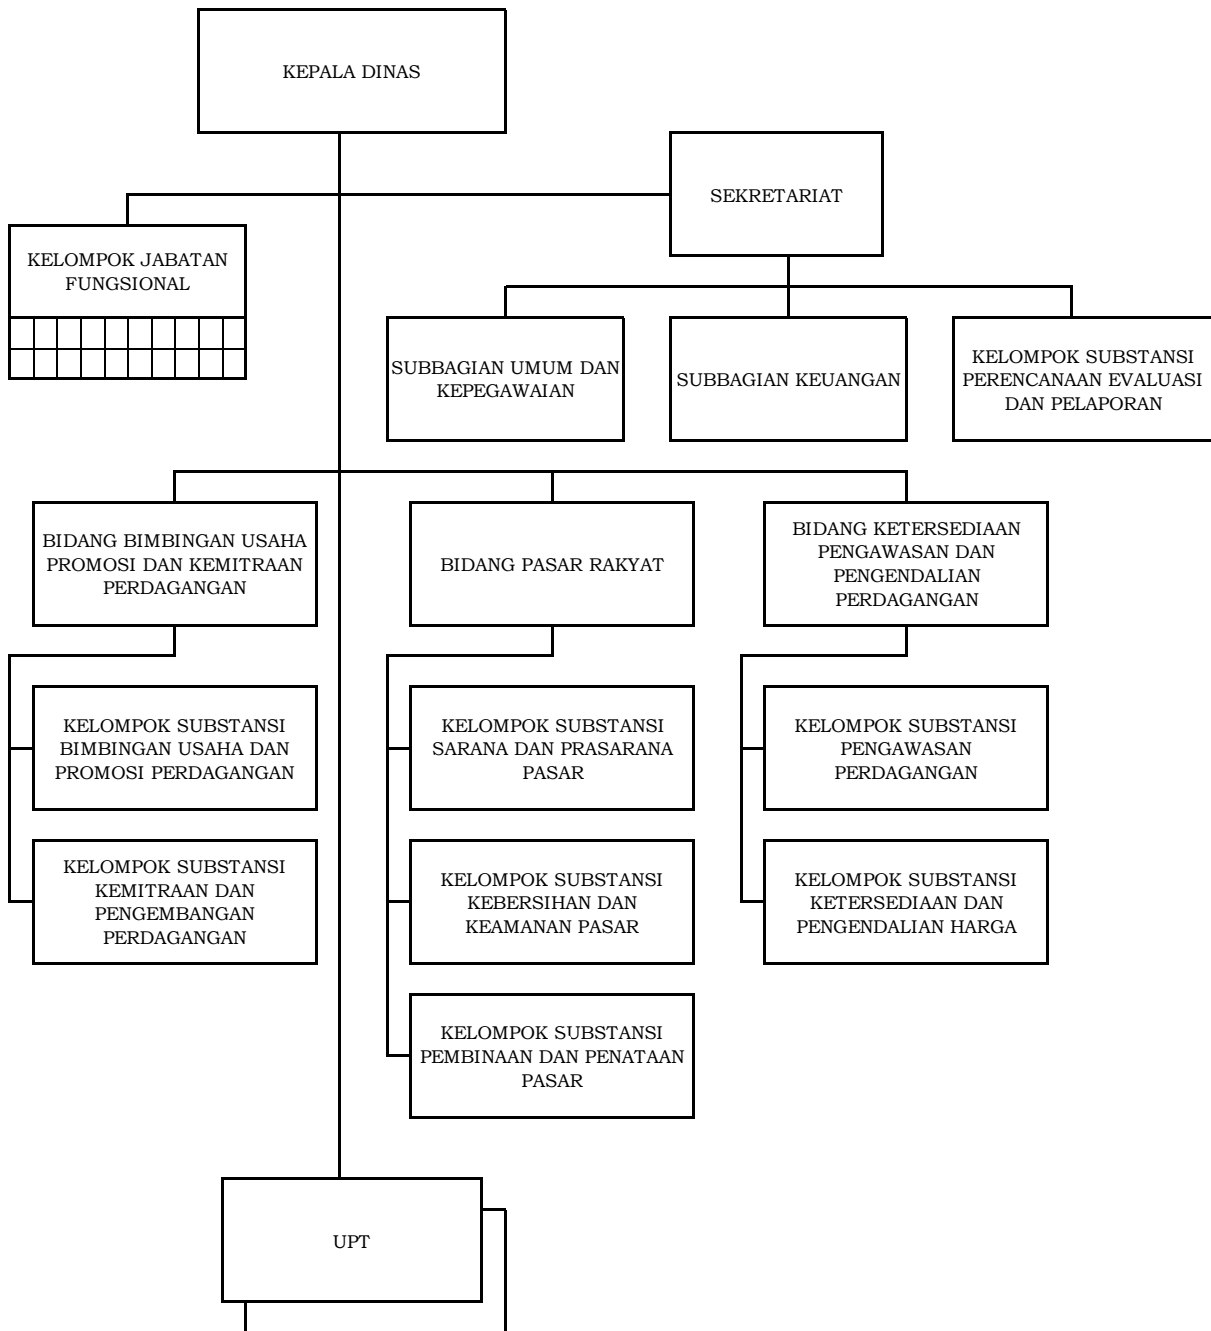 KEPALA DINAS
SEKRETARIAT
KELOMPOK JABATAN
FUNGSIONAL
SUBBAGIAN UMUM DAN
KEPEGAWAIAN
SUBBAGIAN KEUANGAN
KELOMPOK SUBSTANSI
PERENCANAAN EVALUASI
DAN PELAPORAN
BIDANG BIMBINGAN USAHA
PROMOSI DAN KEMITRAAN
PERDAGANGAN
BIDANG PASAR RAKYAT
BIDANG KETERSEDIAAN
PENGAWASAN DAN
PENGENDALIAN
PERDAGANGAN
KELOMPOK SUBSTANSI
BIMBINGAN USAHA DAN
PROMOSI PERDAGANGAN
KELOMPOK SUBSTANSI
SARANA DAN PRASARANA
PASAR
KELOMPOK SUBSTANSI
PENGAWASAN
PERDAGANGAN
KELOMPOK SUBSTANSI
KEMITRAAN DAN
PENGEMBANGAN
PERDAGANGAN
KELOMPOK SUBSTANSI
KEBERSIHAN DAN
KEAMANAN PASAR
KELOMPOK SUBSTANSI
KETERSEDIAAN DAN
PENGENDALIAN HARGA
KELOMPOK SUBSTANSI
PEMBINAAN DAN PENATAAN
PASAR
UPT